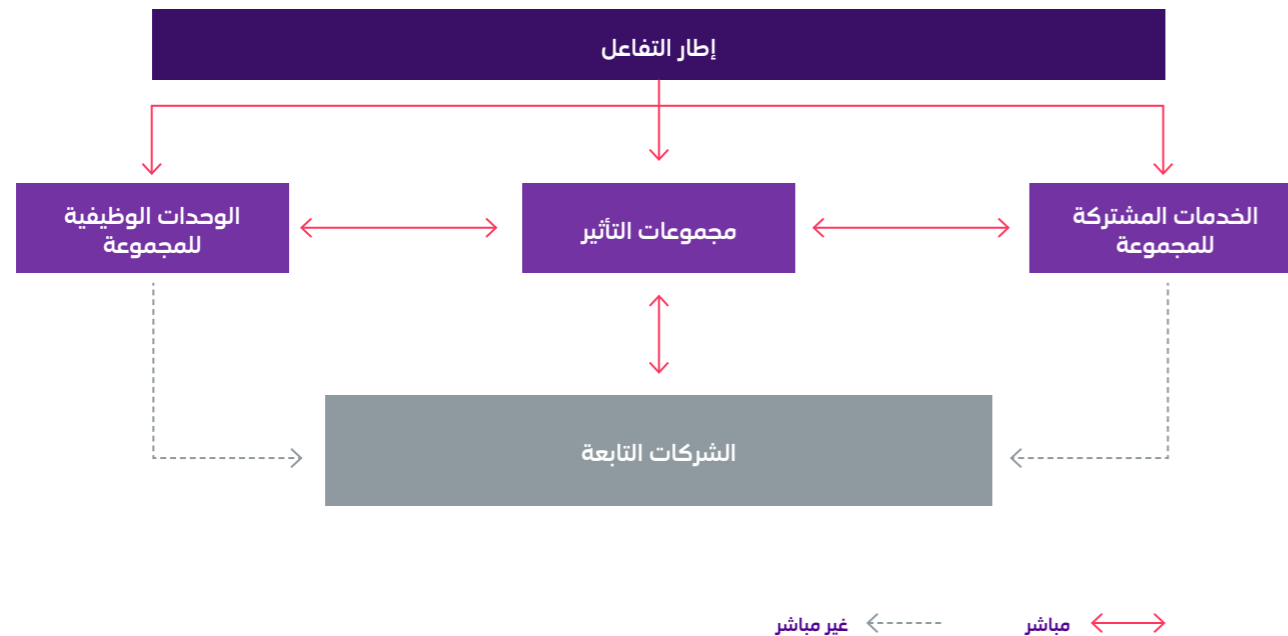 إطار التفاعل
الخدمات المشتركة
للمجموعة
مجموعات التأثير
الوحدات الوظيفية
للمجموعة
الشركات التابعة
مباشر
غير مباشر